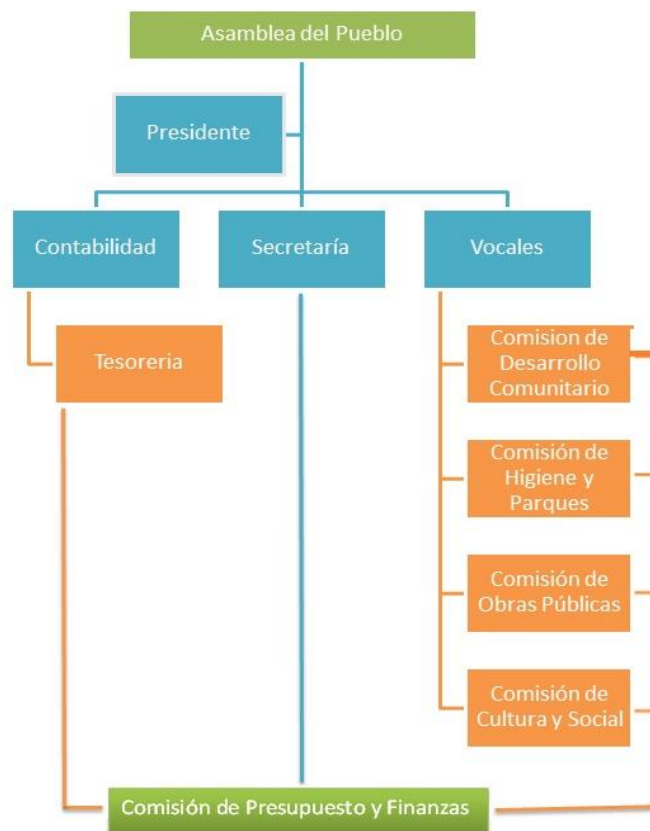 Asamblea del Pueblo
Presidente
Contabilidad
Secretaría
Vocales
Tesoreria
Comision de
Desarrollo
Comunitario
Comisión de
Higiene y
Parques
Comisión de
Obras Públicas
Comisión de
Cultura y Social
Comisión de Presupuesto y Finanzas